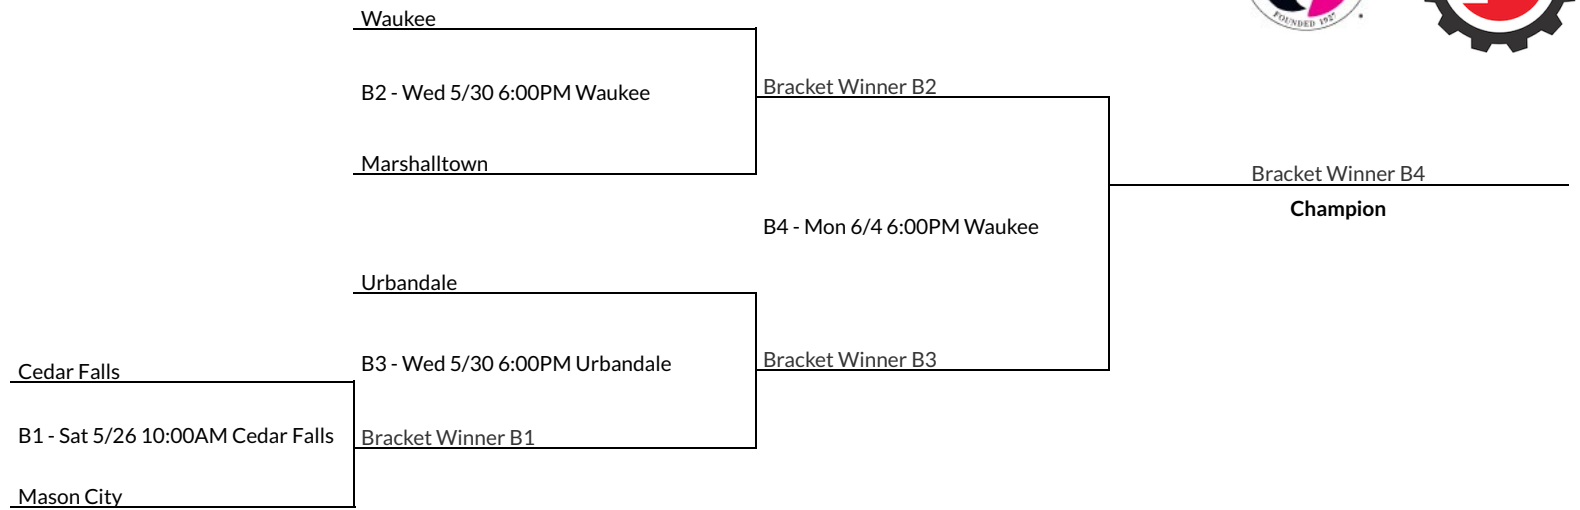 FOUNDED 1927
Waukee
B2 - Wed 5/30 6:00PM Waukee
Bracket Winner B2
Marshalltown
Bracket Winner B4
Champion
B4 - Mon 6/4 6:00PM Waukee
Urbandale
B3 - Wed 5/30 6:00PM Urbandale
Bracket Winner B3
Cedar Falls
B1 - Sat 5/26 10:00AM Cedar Falls
Bracket Winner B1
Mason City